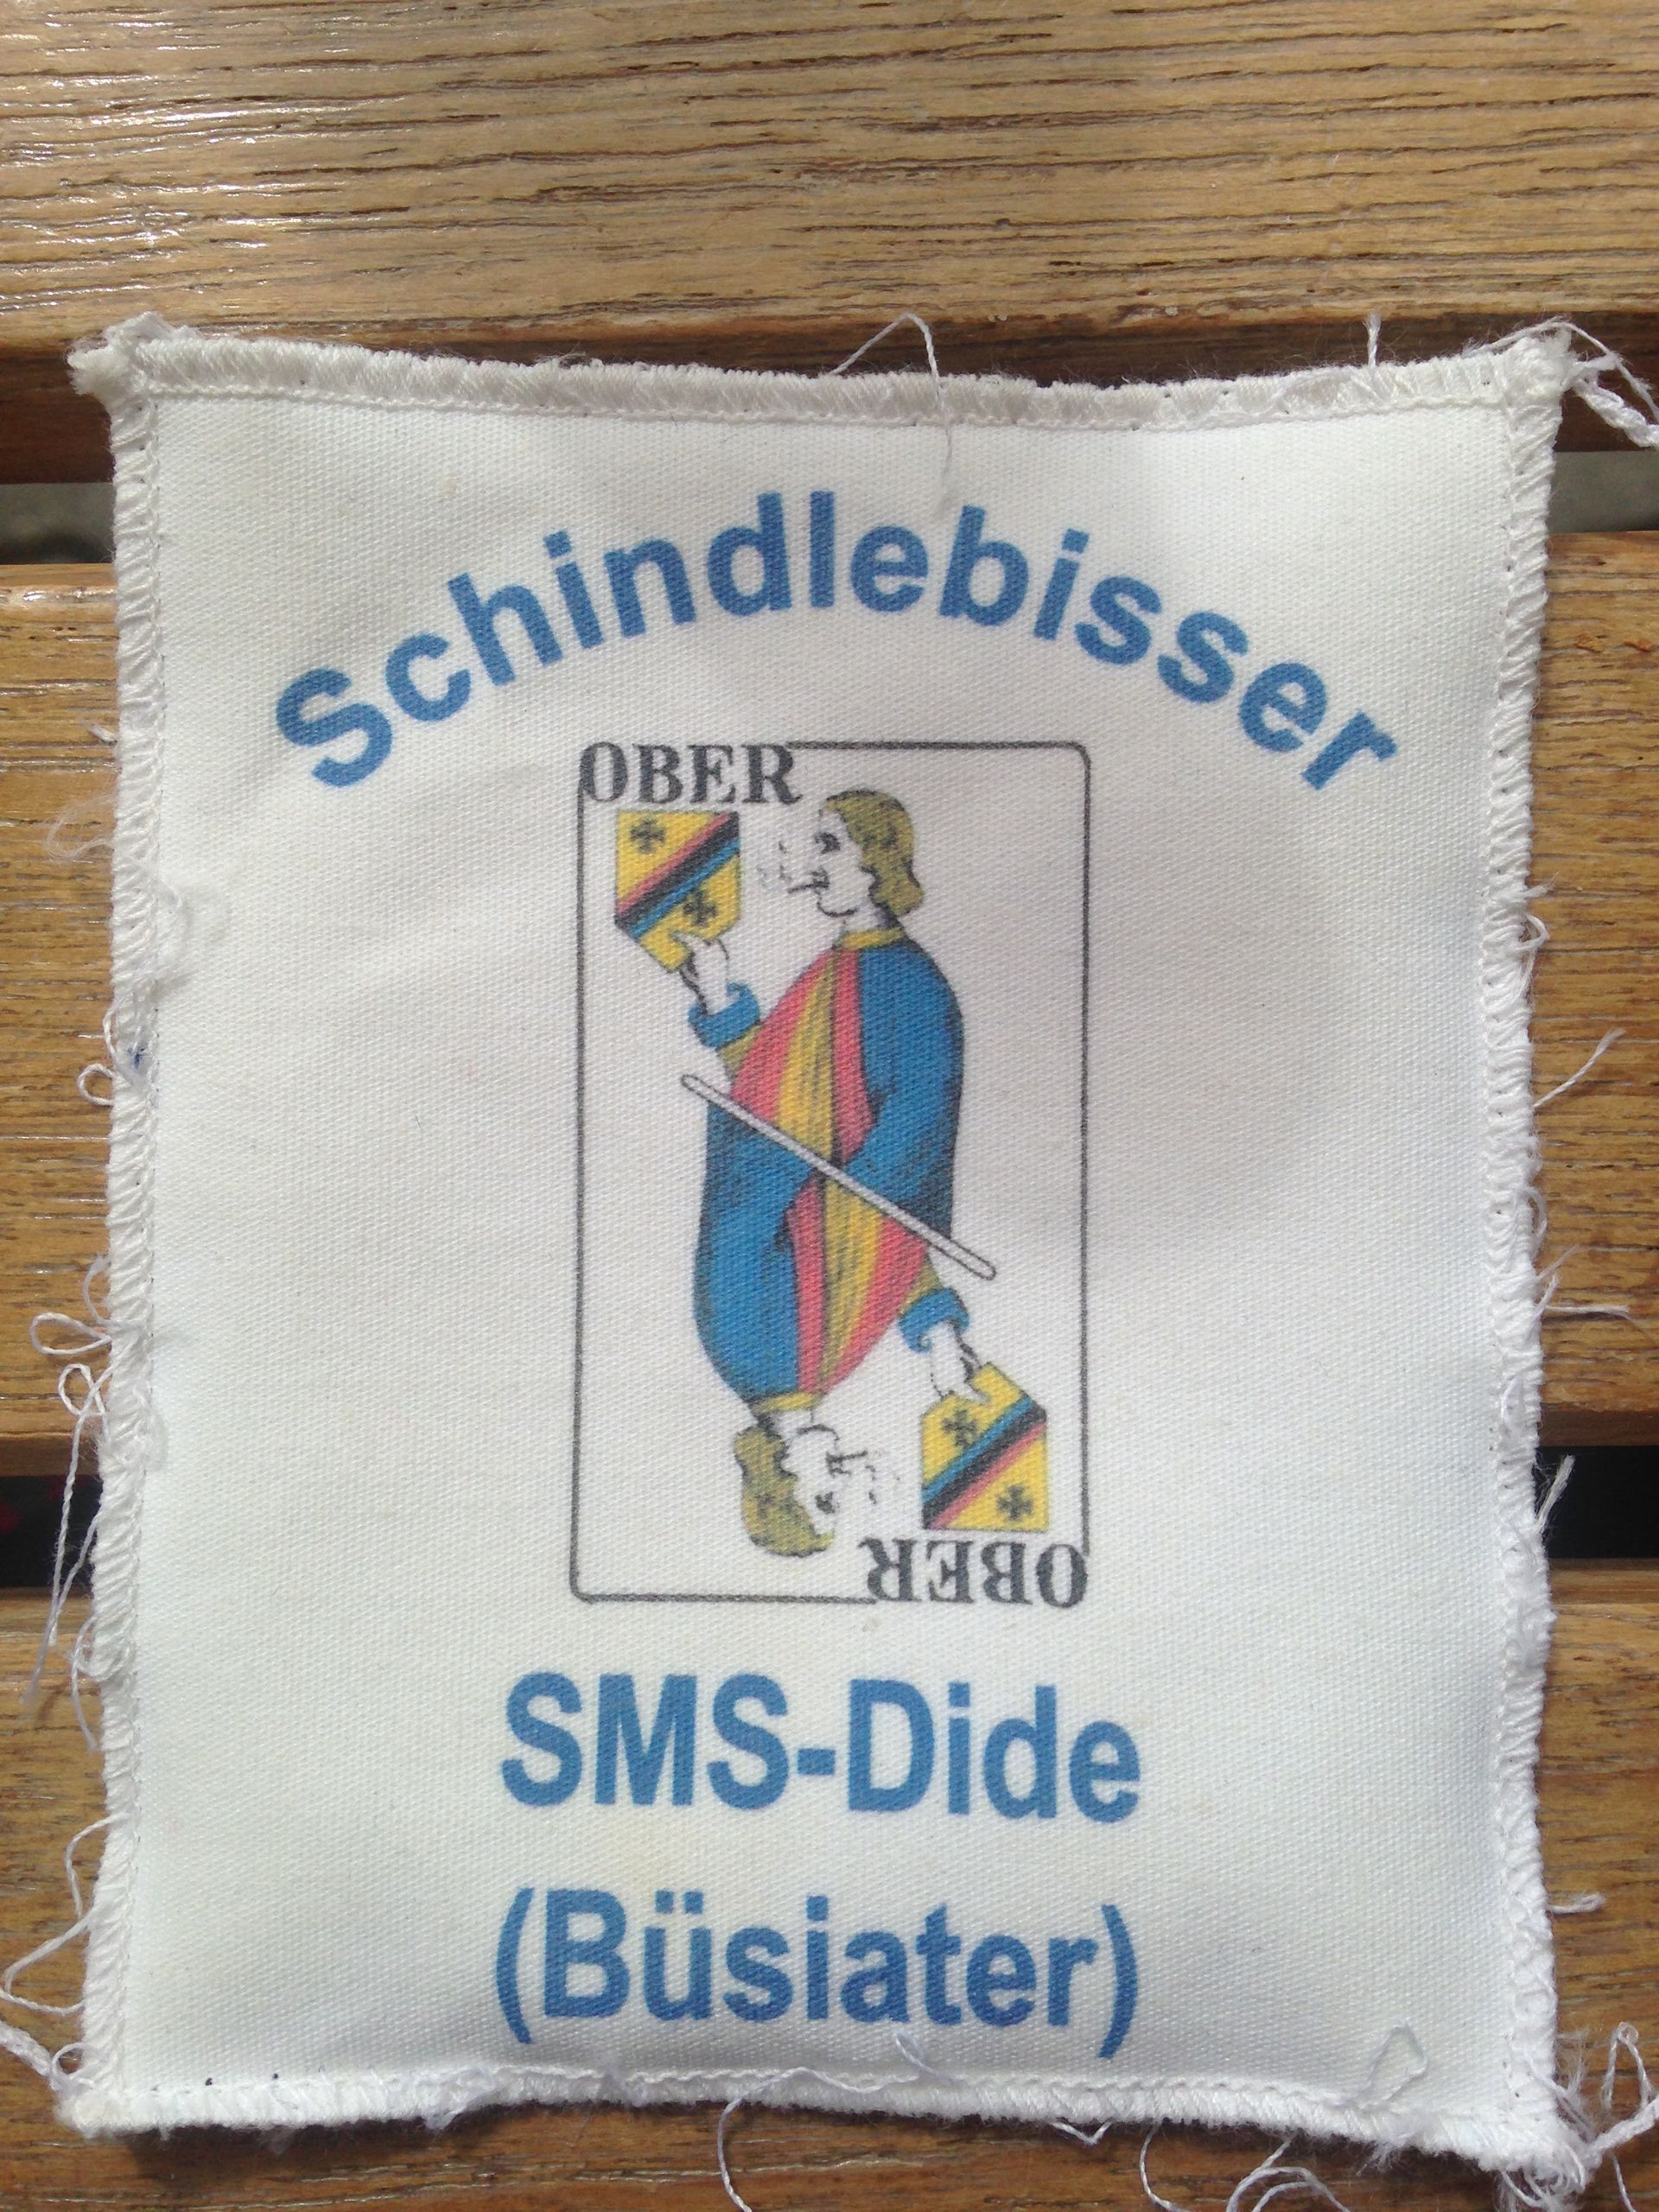 Schindlebisser
OBER
OBER
SMS-Dide
(Büsiater)